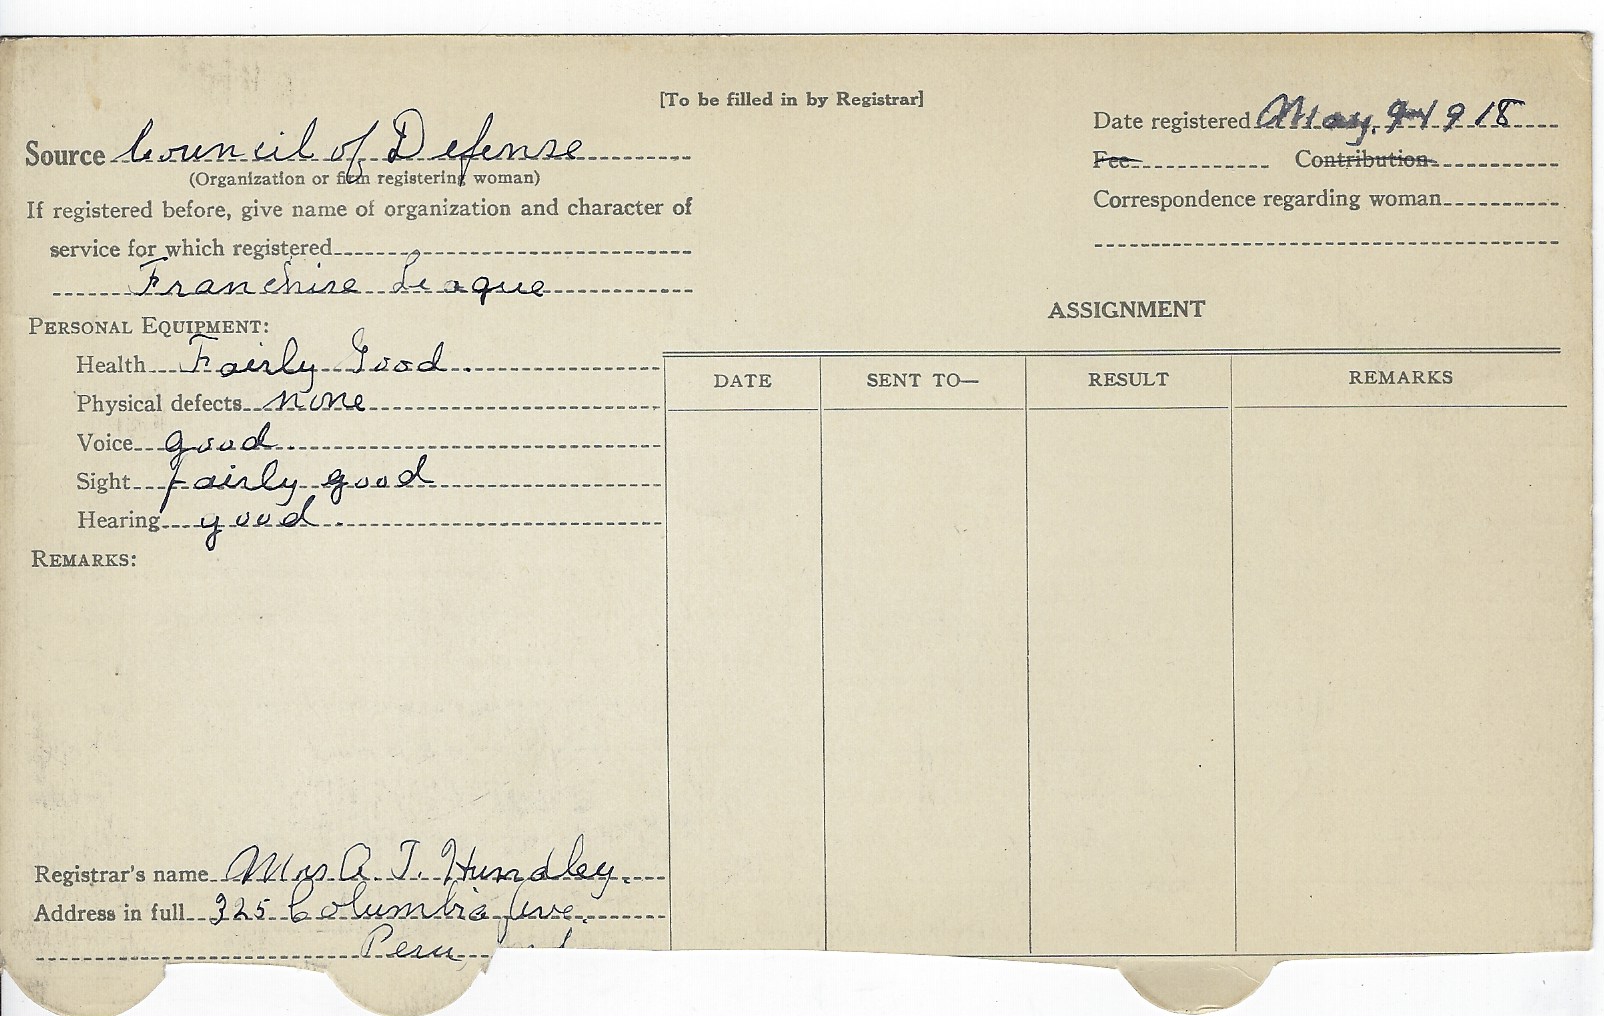 [To be filled in by Registrar]
Source Council of Defense
(Organization or firm registering woman)
If registered before, give name of organization and character of
service for which registered
Franchise League
PERSONAL EQUIPMENT:
Health Fairly Good.
Physical defects none
Voice good.
Sight fairly good
Hearing good.
REMARKS:
Registrar's name Mrs A. T. Hundley.
Address in full 325 Columbia Ave.
Peru,
Date registered May. 1918
Fee Contribution
Correspondence regarding woman
ASSIGNMENT
DATE SENT TO— RESULT REMARKS